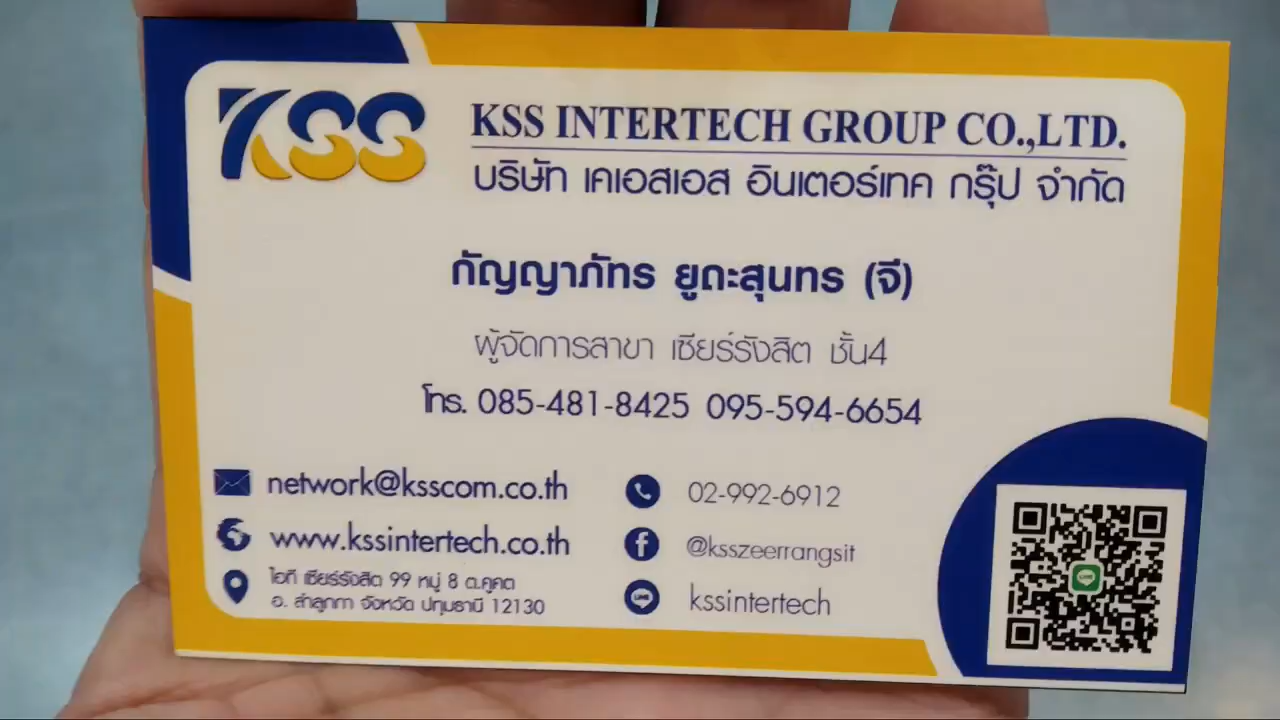 KSS
KSS INTERTECH GROUP CO.,LTD.
บริษัท เคเอสเอส อินเตอร์เทค กรุ๊ป จำกัด
กัญญาภัทร ยูถะสุนทร (จี)
ผู้จัดการสาขา เซียร์รังสิต ชั้น4
โทร. 085-481-8425 095-594-6654
network@ksscom.co.th
www.kssintertech.co.th
ไอที เซียร์รังสิต 99 หมู่ 8 ต.คูคต
อ. ลำลูกกา จังหวัด ปทุมธานี 12130
02-992-6912
@ksszeerrangsit
LINE kssintertech
LINE